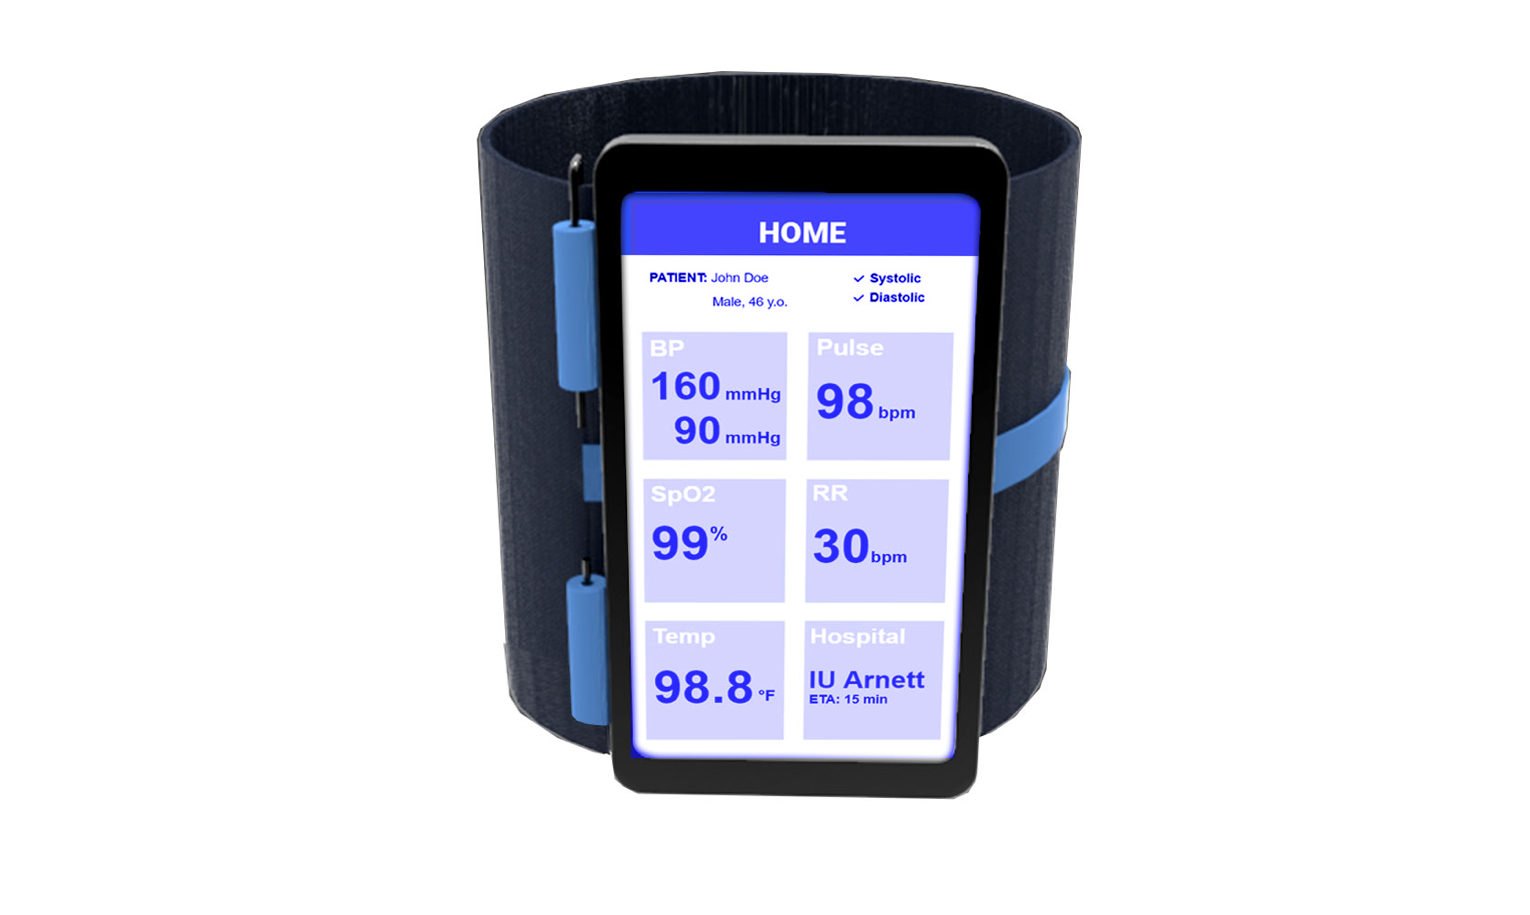 HOME
PATIENT: John Doe
Male, 46 y.o.
✓ Systolic
✓ Diastolic
BP
160 mmHg
90 mmHg
Pulse
98 bpm
SpO2
99%
RR
30 bpm
Temp
98.8 °F
Hospital
IU Arnett
ETA: 15 min